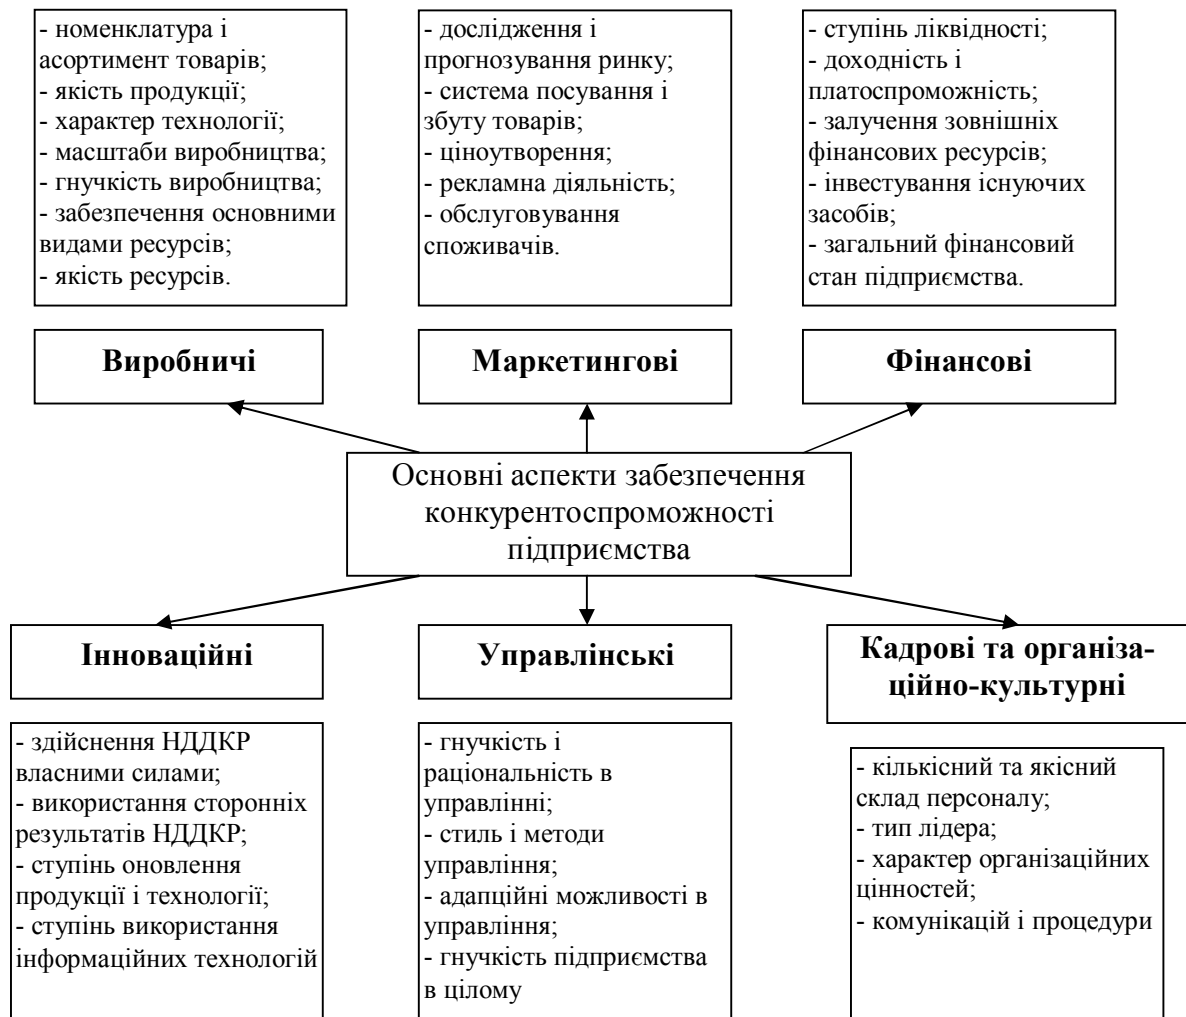 - номенклатура і
асортимент товарів;
- якість продукції;
- характер технології;
- масштаби виробництва;
- гнучкість виробництва;
- забезпечення основними
видами ресурсів;
- якість ресурсів.
- дослідження і
прогнозування ринку;
- система посування і
збуту товарів;
- ціноутворення;
- рекламна діяльність;
- обслуговування
споживачів.
- ступінь ліквідності;
- доходність і
платоспроможність;
- залучення зовнішніх
фінансових ресурсів;
- інвестування існуючих
засобів;
- загальний фінансовий
стан підприємства.
Виробничі
Маркетингові
Фінансові
Основні аспекти забезпечення
конкурентоспроможності
підприємства
Інноваційні
Управлінські
Кадрові та організа-
ційно-культурні
- здійснення НДДКР
власними силами;
- використання сторонніх
результатів НДДКР;
- ступінь оновлення
продукції і технології;
- ступінь використання
інформаційних технологій
- гнучкість і
раціональність в
управлінні;
- стиль і методи
управління;
- адапційні можливості в
управління;
- гнучкість підприємства
в цілому
- кількісний та якісний
склад персоналу;
- тип лідера;
- характер організаційних
цінностей;
- комунікацій і процедури